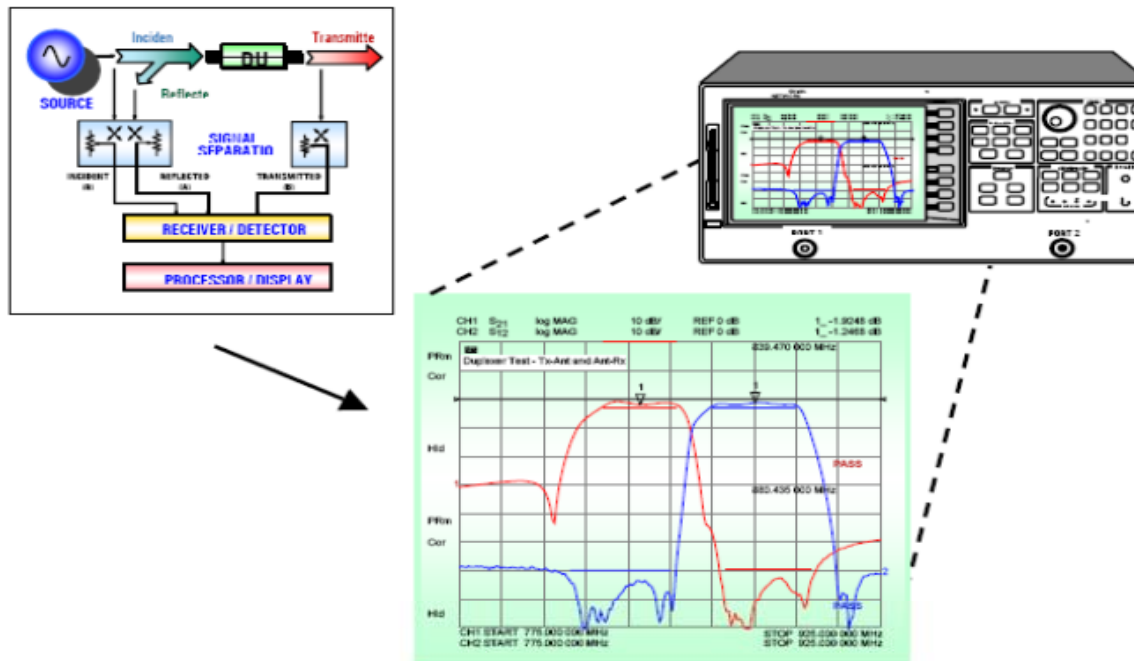 Inciden
Transmitte
DU
SOURCE
Reflecte
SIGNAL
SEPARATIO
INCIDENT
(R)
REFLECTED
(A)
TRANSMITTED
(B)
RECEIVER / DETECTOR
PROCESSOR / DISPLAY
PORT 1
PORT 2
CH1 S21 log MAG 10 dB/ REF 0 dB 1_ -1.9248 dB
CH2 S12 log MAG 10 dB/ REF 0 dB 1_ -1.2468 dB
PRm
839.470 000 MHz
Duplexer Test - Tx-Ant and Ant-Rx
Cor
1
1
Hld
PASS
1
880.435 000 MHz
PRm
Cor
2
PASS
Hld
CH1 START 775.000 000 MHz STOP 925.000 000 MHz
CH2 START 775.000 000 MHz STOP 925.000 000 MHz